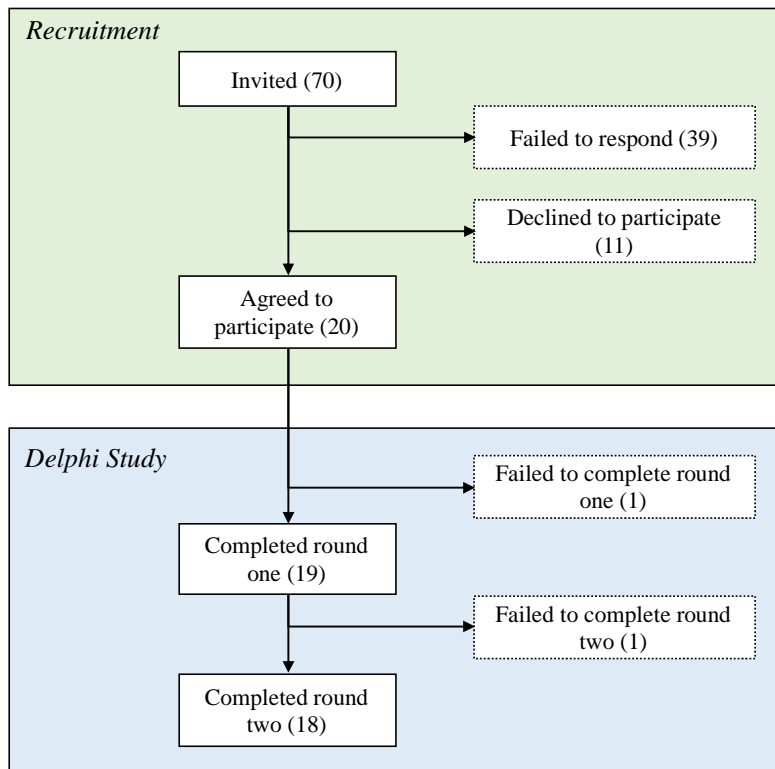 Recruitment
Invited (70)
Failed to respond (39)
Declined to participate
(11)
Agreed to
participate (20)
Delphi Study
Failed to complete round
one (1)
Completed round
one (19)
Failed to complete round
two (1)
Completed round
two (18)